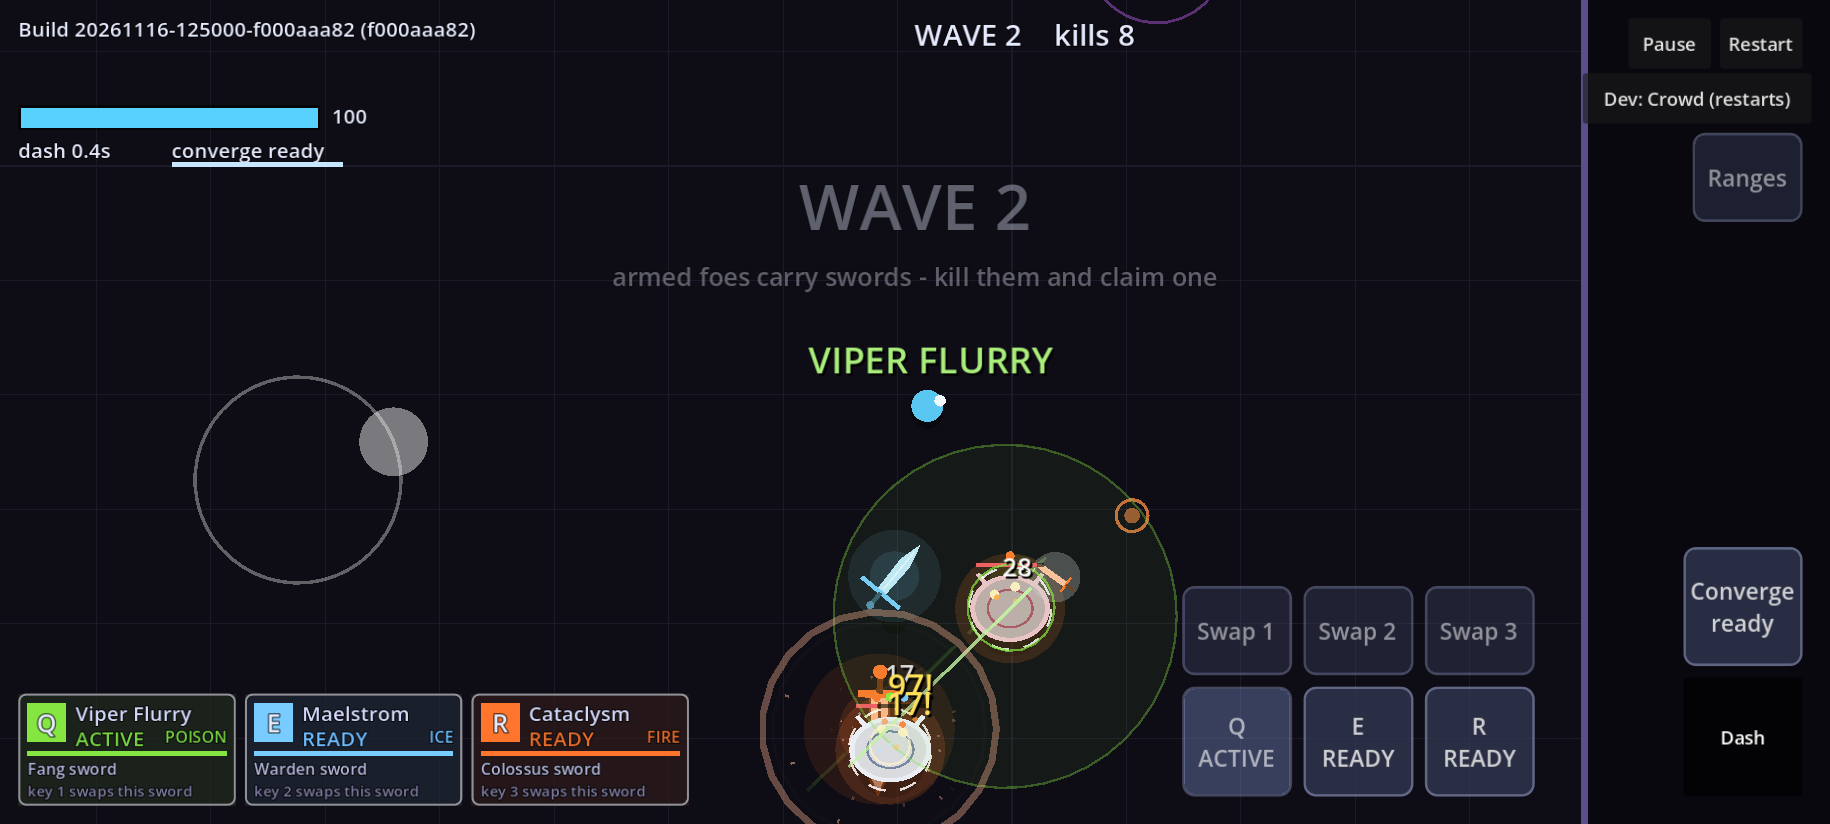 Build 20261116-125000-f000aaa82 (f000aaa82)
WAVE 2 kills 8
Pause Restart
Dev: Crowd (restarts)
100
dash 0.4s converge ready
Ranges
WAVE 2
armed foes carry swords - kill them and claim one
VIPER FLURRY
28
17
97!
17!
Converge
ready
Swap 1 Swap 2 Swap 3
Q
ACTIVE
E
READY
R
READY
Dash
Q Viper Flurry
ACTIVE POISON
Fang sword
key 1 swaps this sword
E Maelstrom
READY ICE
Warden sword
key 2 swaps this sword
R Cataclysm
READY FIRE
Colossus sword
key 3 swaps this sword